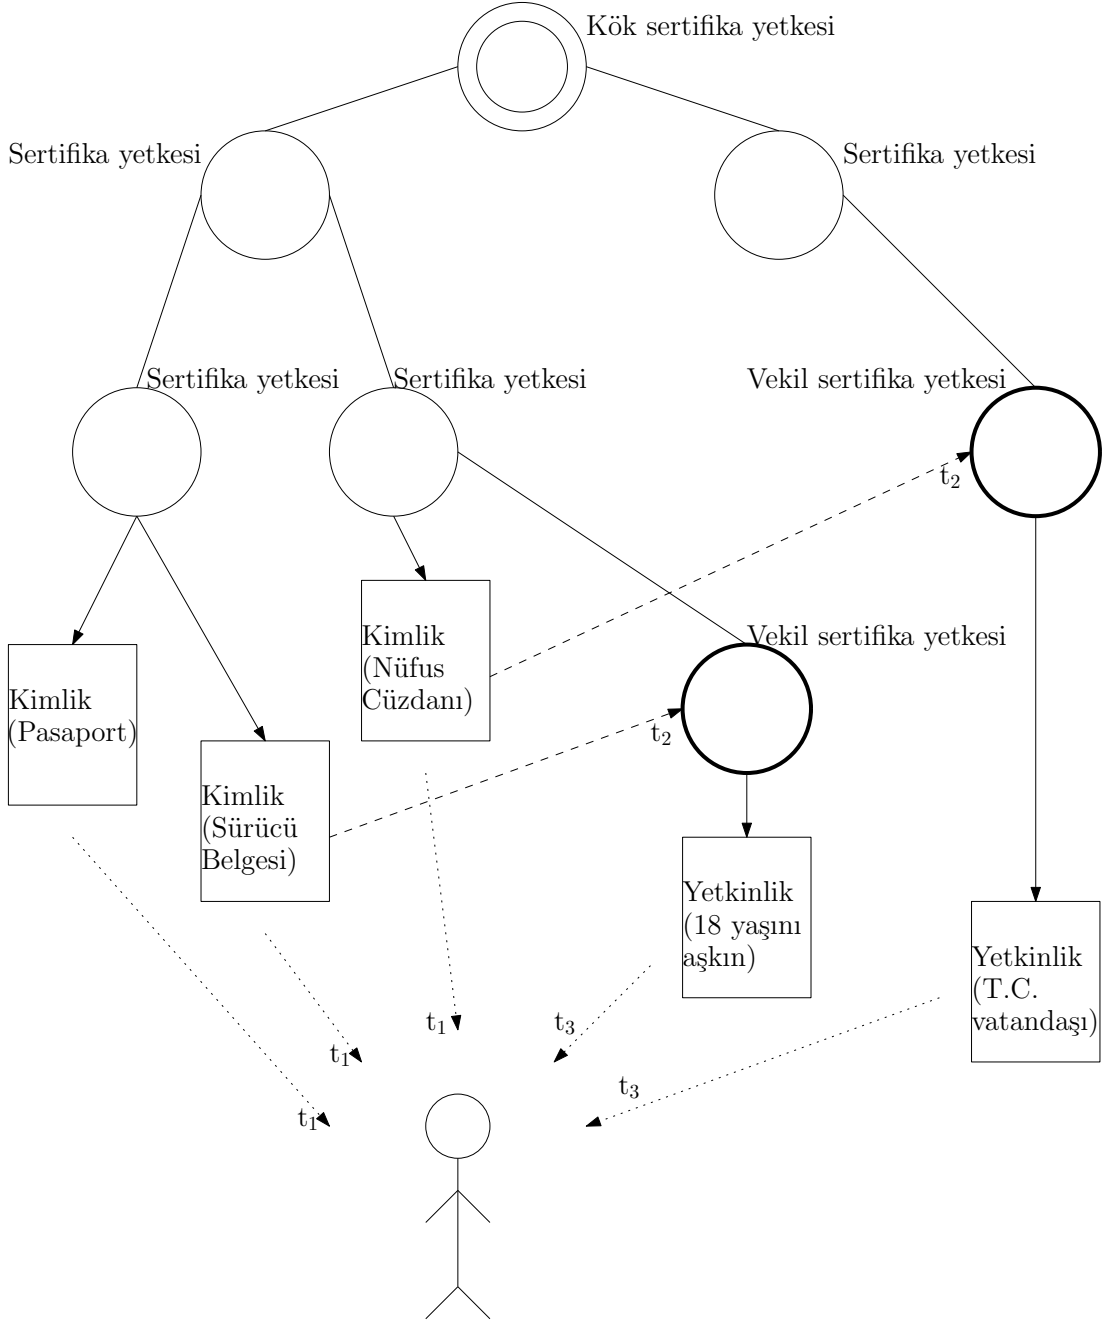 Kök sertifika yetkesi
Sertifika yetkesi
Sertifika yetkesi
Sertifika yetkesi
Sertifika yetkesi
Vekil sertifika yetkesi
t2
Kimlik
(Nüfus
Cüzdanı)
Vekil sertifika yetkesi
Kimlik
(Pasaport)
t2
Kimlik
(Sürücü
Belgesi)
Yetkinlik
(18 yaşını
aşkın)
Yetkinlik
(T.C.
vatandaşı)
t1
t3
t1
t3
t1